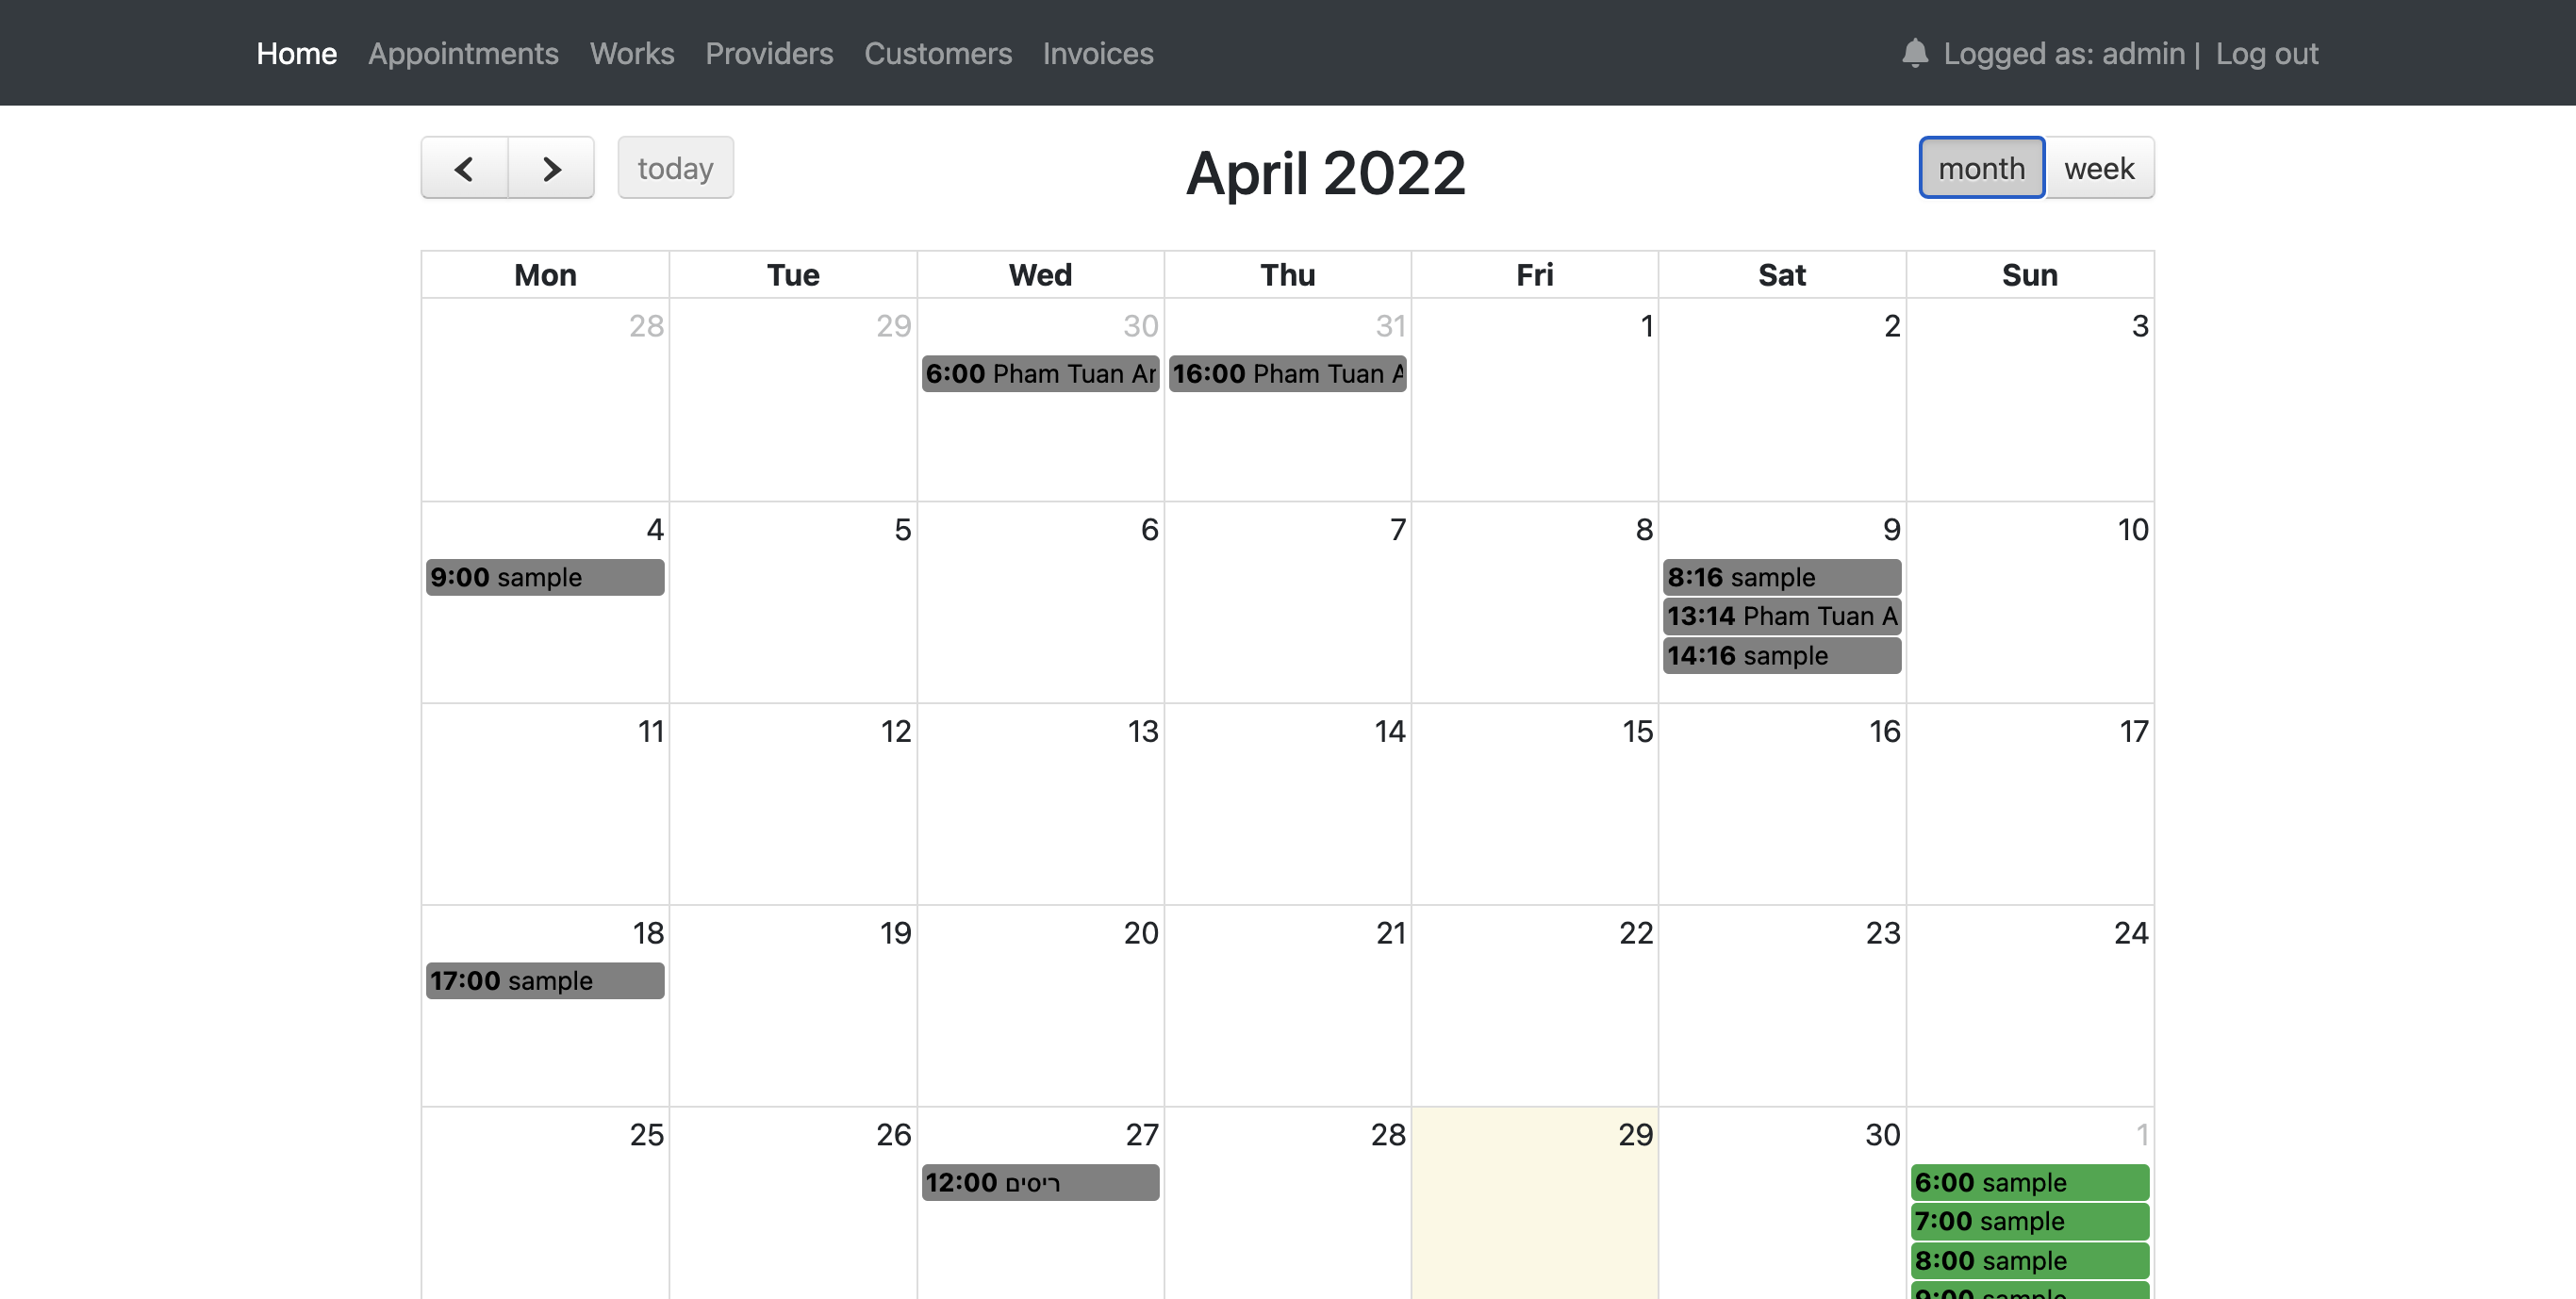 Home Appointments Works Providers Customers Invoices Logged as: admin | Log out
today April 2022 month week
Mon Tue Wed Thu Fri Sat Sun
28 29 30 31 1 2 3
6:00 Pham Tuan 16:00 Pham Tuan
4 5 6 7 8 9 10
9:00 sample 8:16 sample
13:14 Pham Tuan A
14:16 sample
11 12 13 14 15 16 17
18 19 20 21 22 23 24
17:00 sample
25 26 27 28 29 30 1
12:00 ריסים 6:00 sample
7:00 sample
8:00 sample